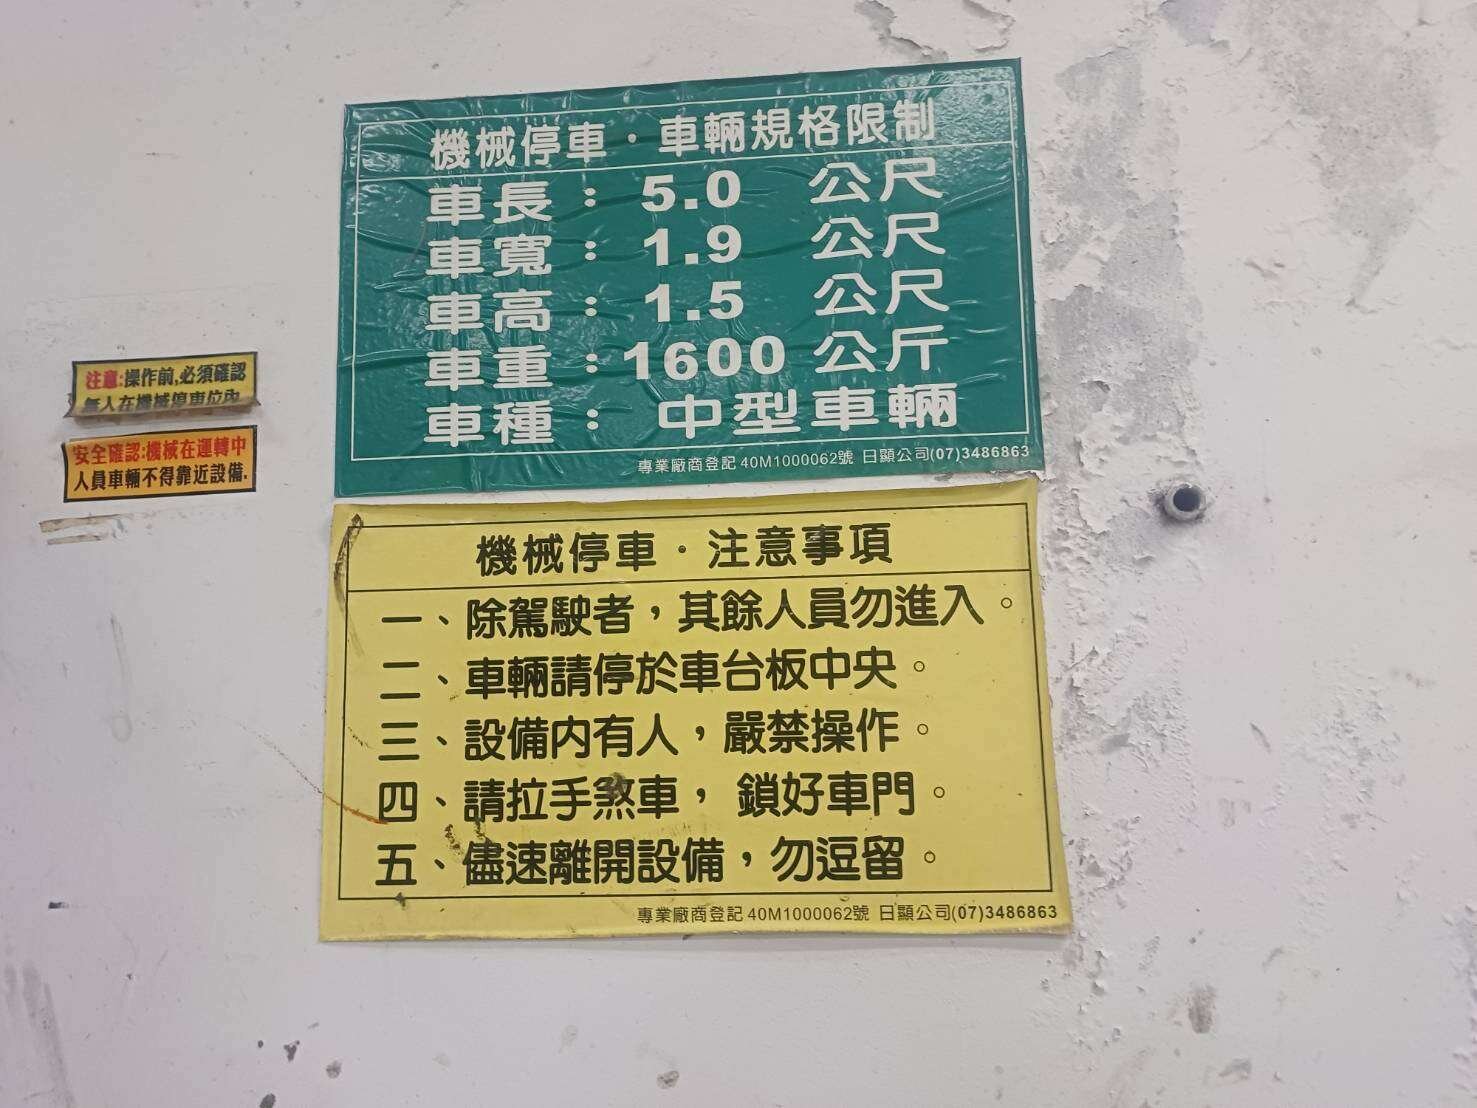 機械停車・車輛規格限制
車長：5.0 公尺
車寬：1.9 公尺
車高：1.5 公尺
車重：1600 公斤
車種：中型車輛
專業廠商登記 40M1000062號 日顯公司(07)3486863
注意:操作前,必須確認
無人在機械停車位內
安全確認:機械在運轉中
人員車輛不得靠近設備.
機械停車・注意事項
一、除駕駛者，其餘人員勿進入。
二、車輛請停於車台板中央。
三、設備內有人，嚴禁操作。
四、請拉手煞車，鎖好車門。
五、儘速離開設備，勿逗留。
專業廠商登記 40M1000062號 日顯公司(07)3486863